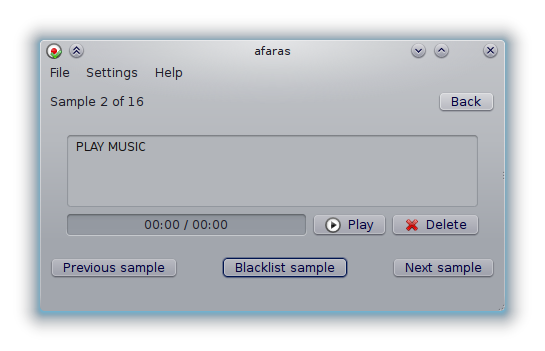 afaras
File Settings Help
Sample 2 of 16 Back
PLAY MUSIC
00:00 / 00:00 Play Delete
Previous sample Blacklist sample Next sample